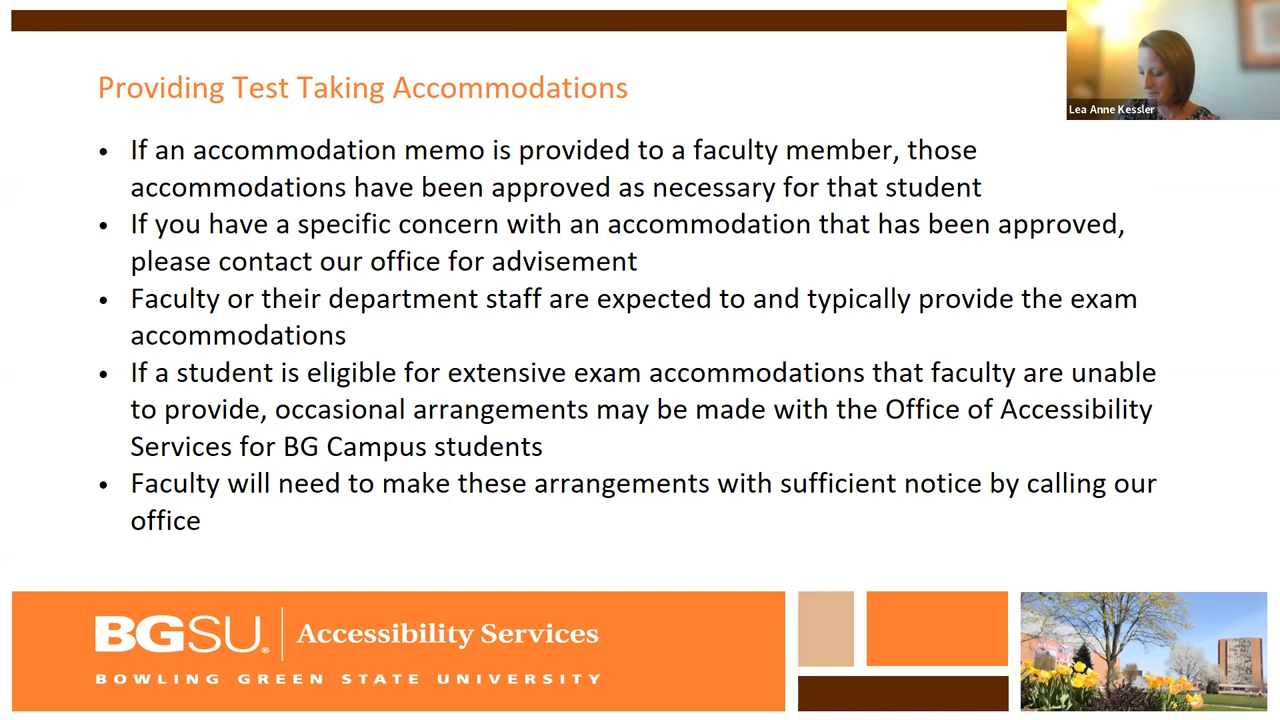 Providing Test Taking Accommodations
Lea Anne Kessler
• If an accommodation memo is provided to a faculty member, those
accommodations have been approved as necessary for that student
• If you have a specific concern with an accommodation that has been approved,
please contact our office for advisement
• Faculty or their department staff are expected to and typically provide the exam
accommodations
• If a student is eligible for extensive exam accommodations that faculty are unable
to provide, occasional arrangements may be made with the Office of Accessibility
Services for BG Campus students
• Faculty will need to make these arrangements with sufficient notice by calling our
office
BGSU® Accessibility Services
BOWLING GREEN STATE UNIVERSITY